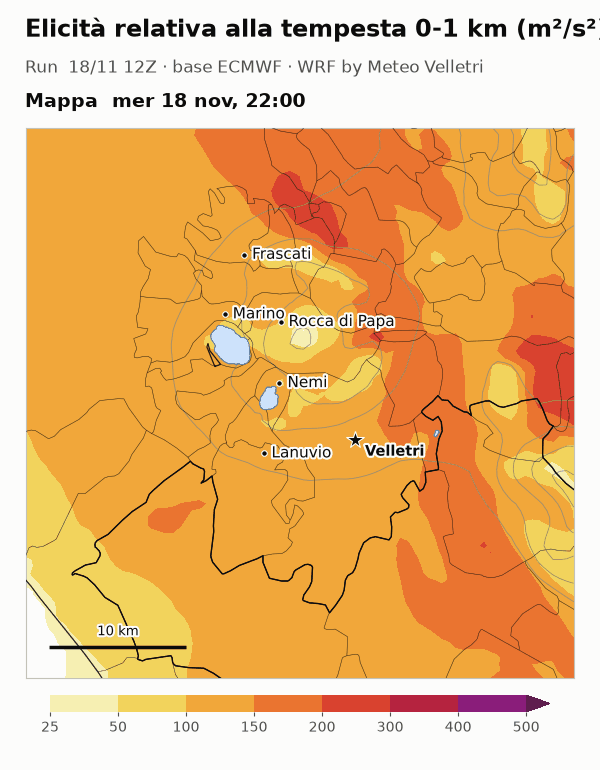 Elicità relativa alla tempesta 0-1 km (m²/s²)
Run  18/11 12Z · base ECMWF · WRF by Meteo Velletri
Mappa  mer 18 nov, 22:00
Frascati
Marino
Rocca di Papa
Nemi
Velletri
Lanuvio
10 km
25 50 100 150 200 300 400 500